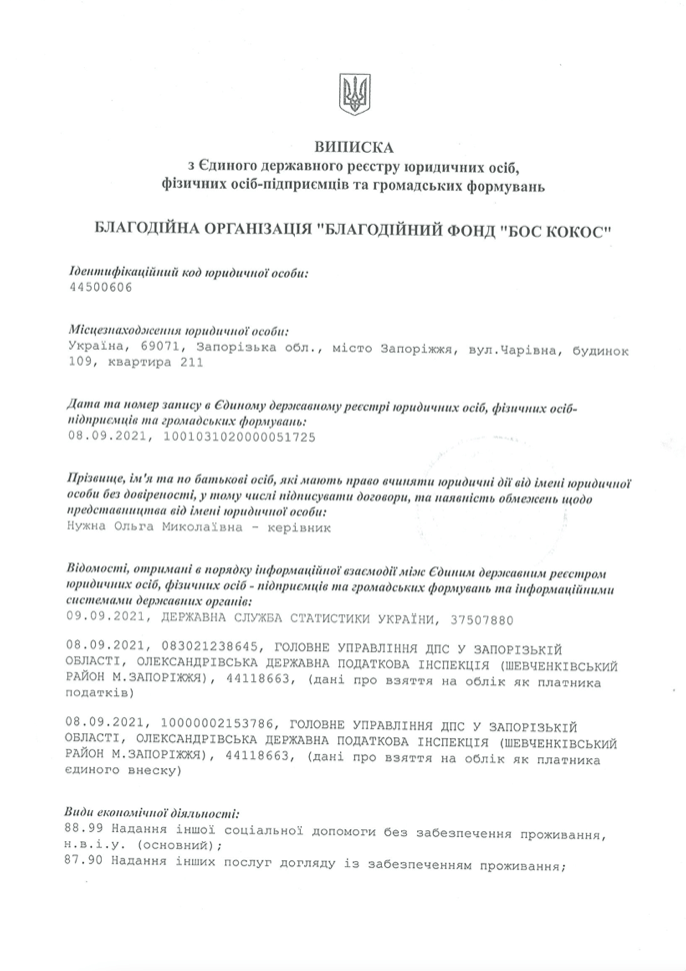 ВИПИСКА
з Єдиного державного реєстру юридичних осіб,
фізичних осіб-підприємців та громадських формувань
БЛАГОДІЙНА ОРГАНІЗАЦІЯ "БЛАГОДІЙНИЙ ФОНД "БОС КОКОС"
Ідентифікаційний код юридичної особи:
44500606
Місцезнаходження юридичної особи:
Україна, 69071, Запорізька обл., місто Запоріжжя, вул.Чарівна, будинок
109, квартира 211
Дата та номер запису в Єдиному державному реєстрі юридичних осіб, фізичних осіб-
підприємців та громадських формувань:
08.09.2021, 1001031020000051725
Прізвище, ім'я та по батькові осіб, які мають право вчиняти юридичні дії від імені юридичної
особи без довіреності, у тому числі підписувати договори, та наявність обмежень щодо
представництва від імені юридичної особи:
Нужна Ольга Миколаївна - керівник
Відомості, отримані в порядку інформаційної взаємодії між Єдиним державним реєстром
юридичних осіб, фізичних осіб - підприємців та громадських формувань та інформаційними
системами державних органів:
09.09.2021, ДЕРЖАВНА СЛУЖБА СТАТИСТИКИ УКРАЇНИ, 37507880
08.09.2021, 083021238645, ГОЛОВНЕ УПРАВЛІННЯ ДПС У ЗАПОРІЗЬКІЙ
ОБЛАСТІ, ОЛЕКСАНДРІВСЬКА ДЕРЖАВНА ПОДАТКОВА ІНСПЕКЦІЯ (ШЕВЧЕНКІВСЬКИЙ
РАЙОН М.ЗАПОРІЖЖЯ), 44118663, (дані про взяття на облік як платника
податків)
08.09.2021, 10000002153786, ГОЛОВНЕ УПРАВЛІННЯ ДПС У ЗАПОРІЗЬКІЙ
ОБЛАСТІ, ОЛЕКСАНДРІВСЬКА ДЕРЖАВНА ПОДАТКОВА ІНСПЕКЦІЯ (ШЕВЧЕНКІВСЬКИЙ
РАЙОН М.ЗАПОРІЖЖЯ), 44118663, (дані про взяття на облік як платника
єдиного внеску)
Види економічної діяльності:
88.99 Надання іншої соціальної допомоги без забезпечення проживання,
н.в.і.у. (основний);
87.90 Надання інших послуг догляду із забезпеченням проживання;